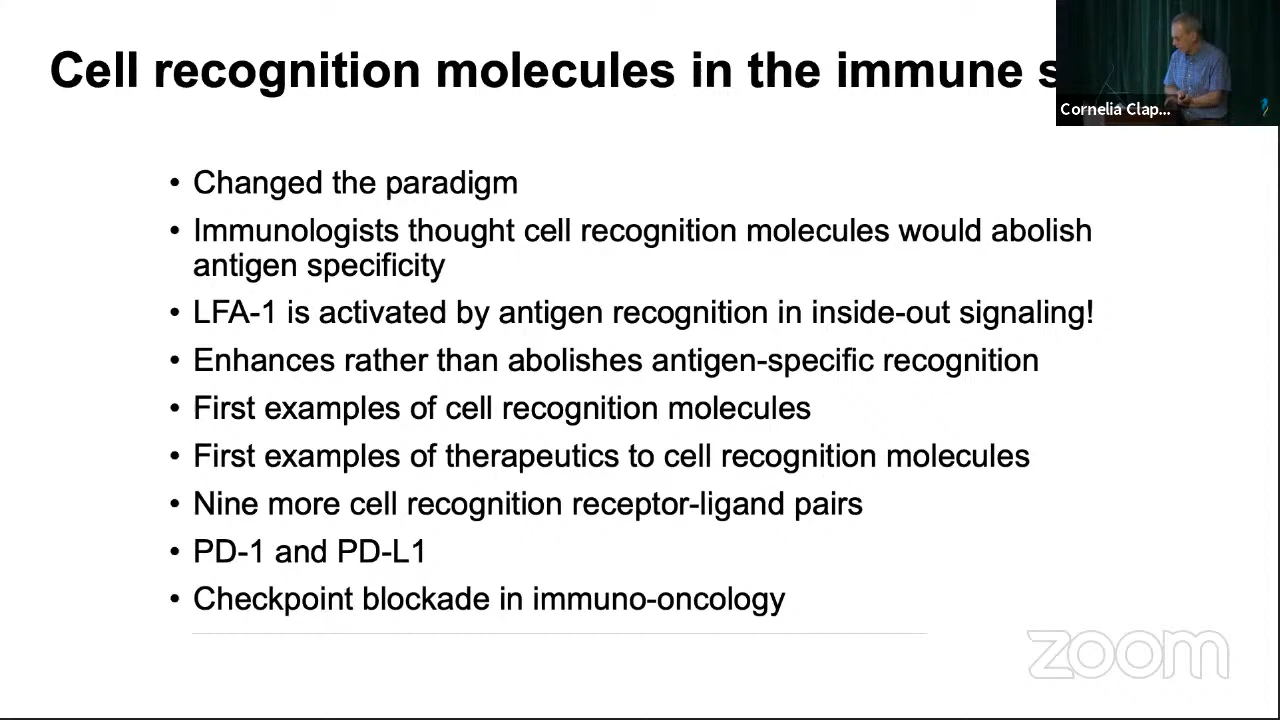 Cell recognition molecules in the immune s
Cornelia Clap...
• Changed the paradigm
• Immunologists thought cell recognition molecules would abolish
antigen specificity
• LFA-1 is activated by antigen recognition in inside-out signaling!
• Enhances rather than abolishes antigen-specific recognition
• First examples of cell recognition molecules
• First examples of therapeutics to cell recognition molecules
• Nine more cell recognition receptor-ligand pairs
• PD-1 and PD-L1
• Checkpoint blockade in immuno-oncology
zoom